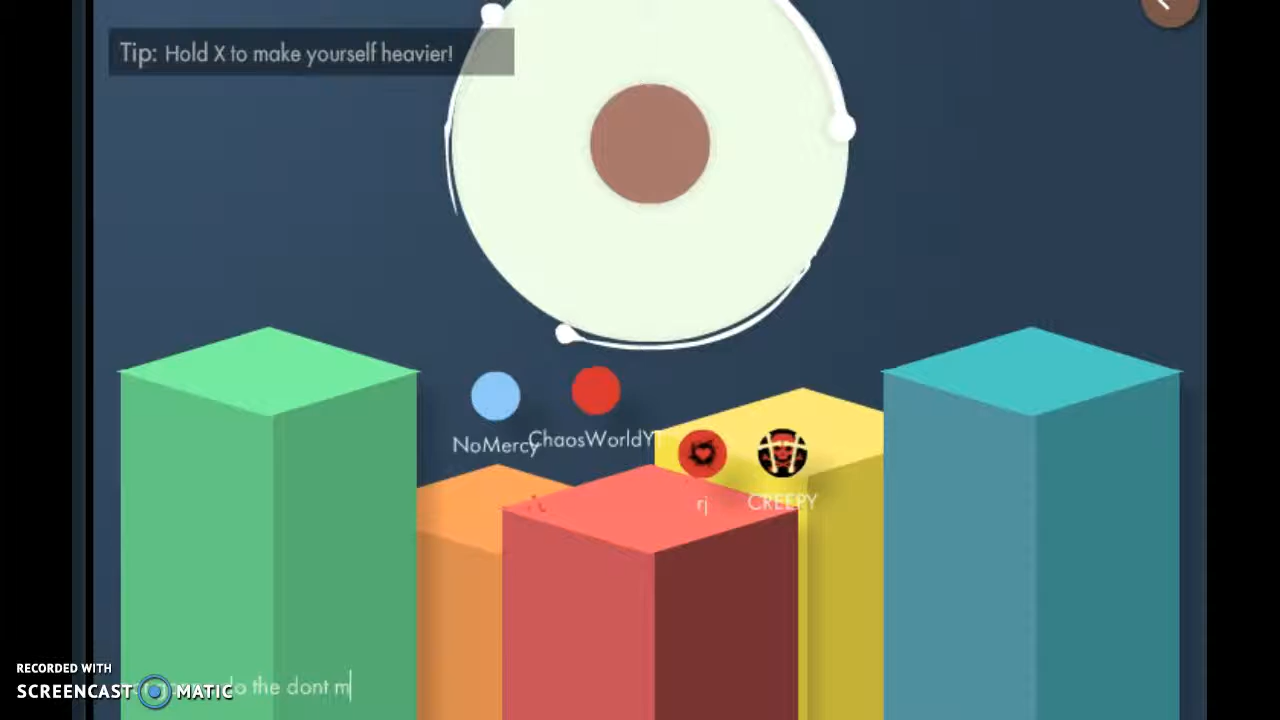 Tip: Hold X to make yourself heavier!
NoMercy
ChaosWorldY
rj
CREEPY
do the dont m
RECORDED WITH
SCREENCAST MATIC